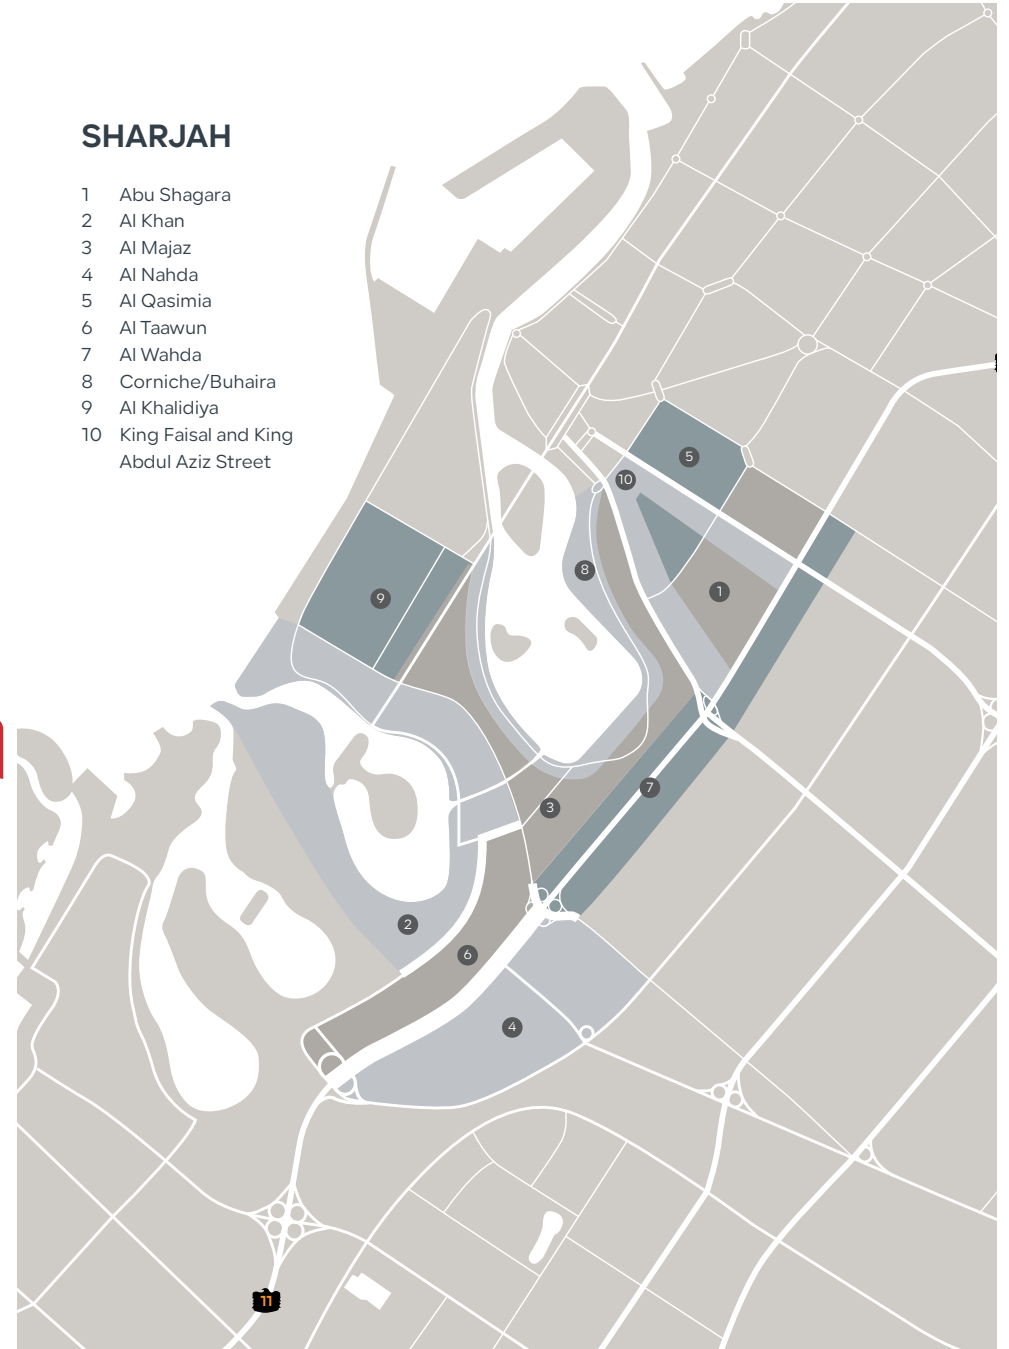 SHARJAH
1 Abu Shagara
2 Al Khan
3 Al Majaz
4 Al Nahda
5 Al Qasimia
6 Al Taawun
7 Al Wahda
8 Corniche/Buhaira
9 Al Khalidiya
10 King Faisal and King
Abdul Aziz Street
5
10
8
1
9
7
3
2
6
4
11